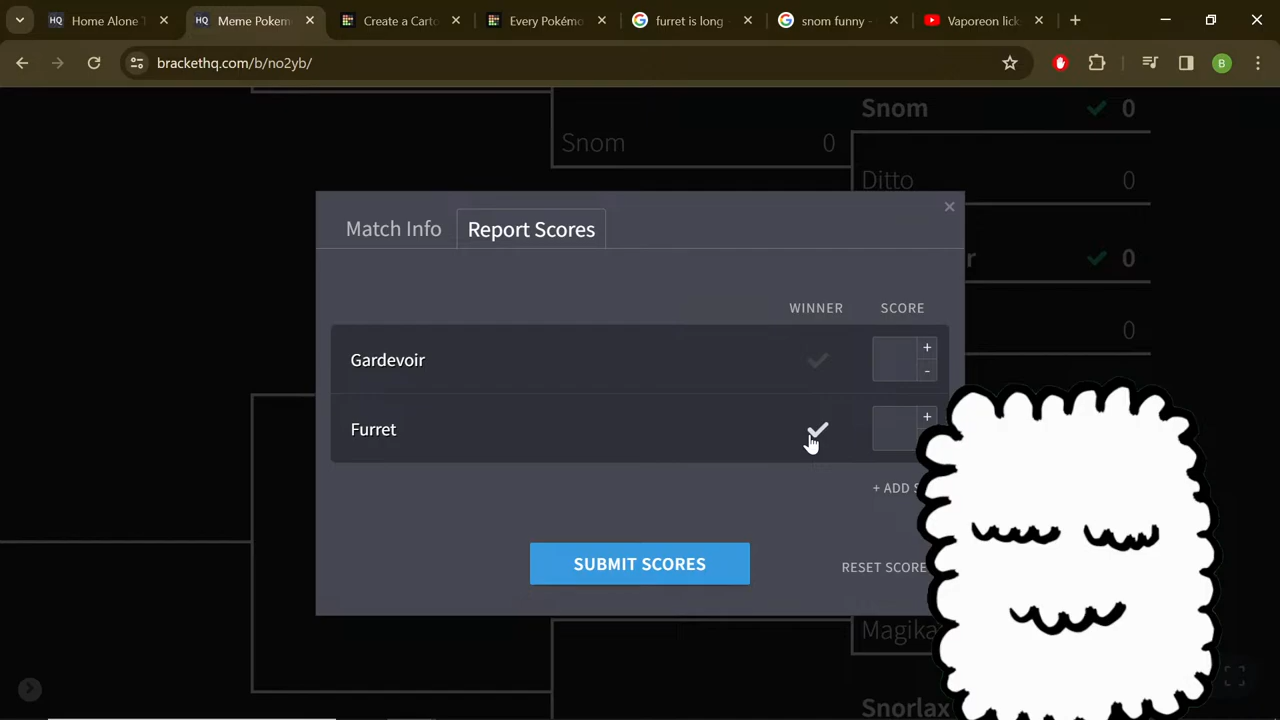 HQ Home Alone T
HQ Meme Pokem
Create a Carto
Every Pokémo
furret is long -
snom funny -
Vaporeon lick
brackethq.com/b/no2yb/
B
Snom 0
Snom 0
Ditto 0
r 0
0
Match Info
Report Scores
×
WINNER SCORE
Gardevoir + -
Furret +
+ ADD S
SUBMIT SCORES
RESET SCORE
Magika
Snorlax